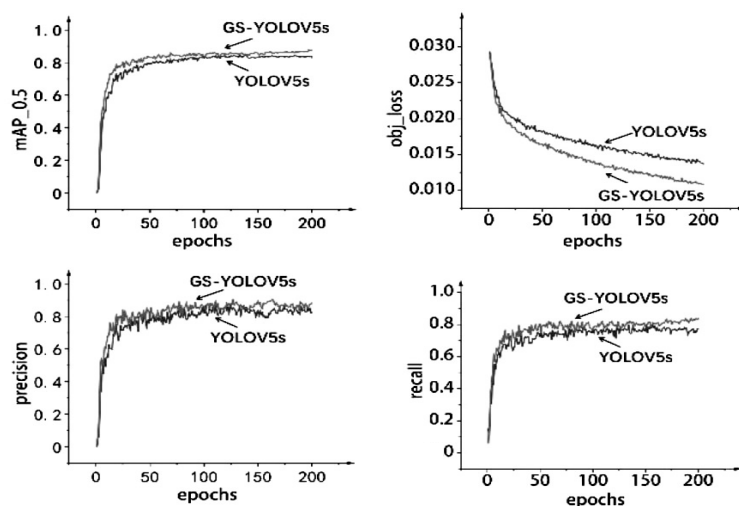 mAP_0.5
1. 0
0. 8
0. 6
0. 4
0. 2
0
GS-YOLOV5s
YOLOV5s
0 50 100 150 200
epochs
obj_loss
0.030
0.025
0.020
0.015
0.010
YOLOV5s
GS-YOLOV5s
0 50 100 150 200
epochs
precision
1. 0
0. 8
0. 6
0. 4
0. 2
0
GS-YOLOV5s
YOLOV5s
0 50 100 150 200
epochs
recall
1.0
0.8
0.6
0.4
0.2
0
GS-YOLOV5s
YOLOV5s
0 50 100 150 200
epochs